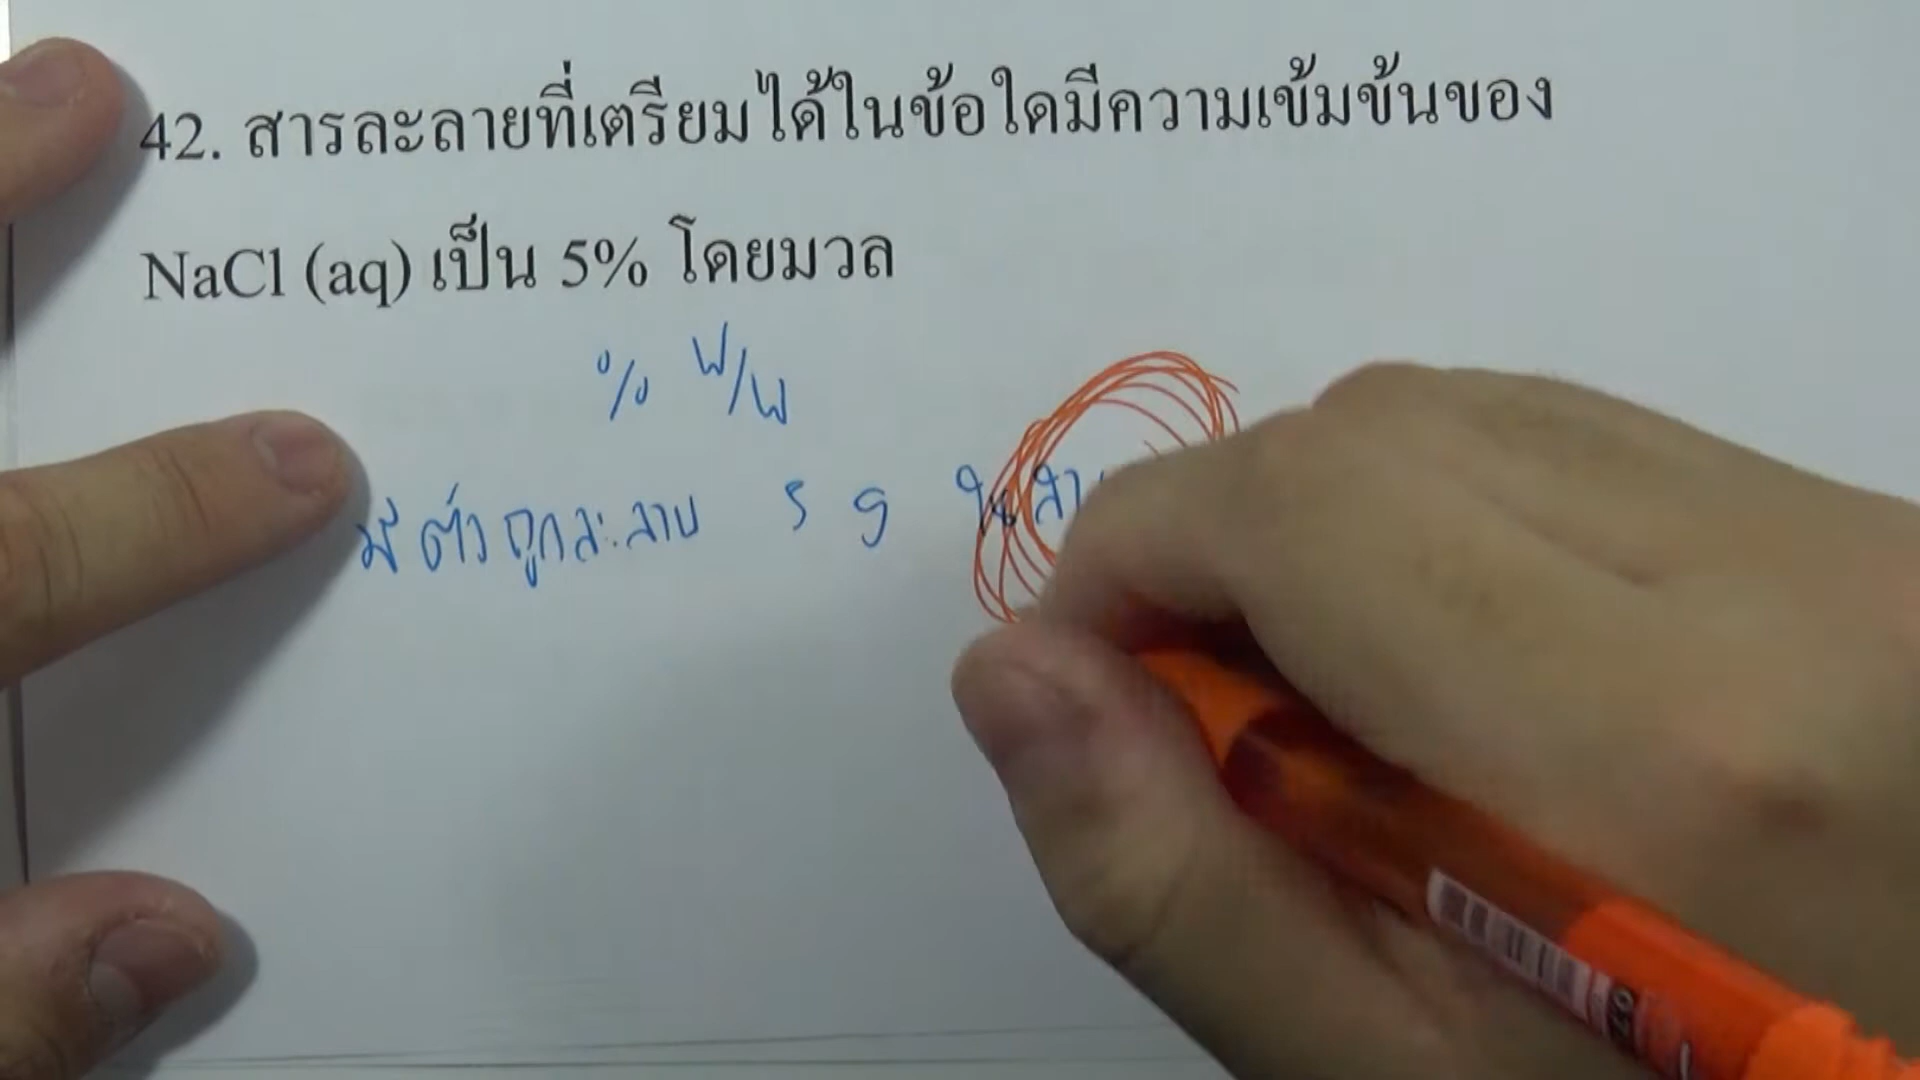 42. สารละลายที่เตรียมได้ในข้อใดมีความเข้มข้นของ
NaCl (aq) เป็น 5% โดยมวล
% W/W
มีตัวถูกละลาย 5 g ใน